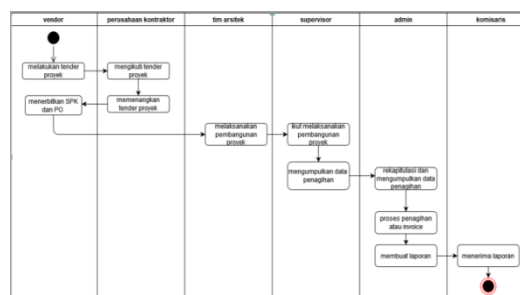 vendor
perusahaan kontraktor
tim arsitek
supervisor
admin
komisaris
melakukan tender
proyek
mengikuti tender
proyek
menerbitkan SPK
dan PO
memenangkan
tender proyek
melaksanakan
pembangunan
proyek
ikut melaksanakan
pembangunan
proyek
mengumpulkan data
penagihan
rekapitulasi dan
mengumpulkan data
penagihan
proses penagihan
atau invoice
membuat laporan
menerima laporan